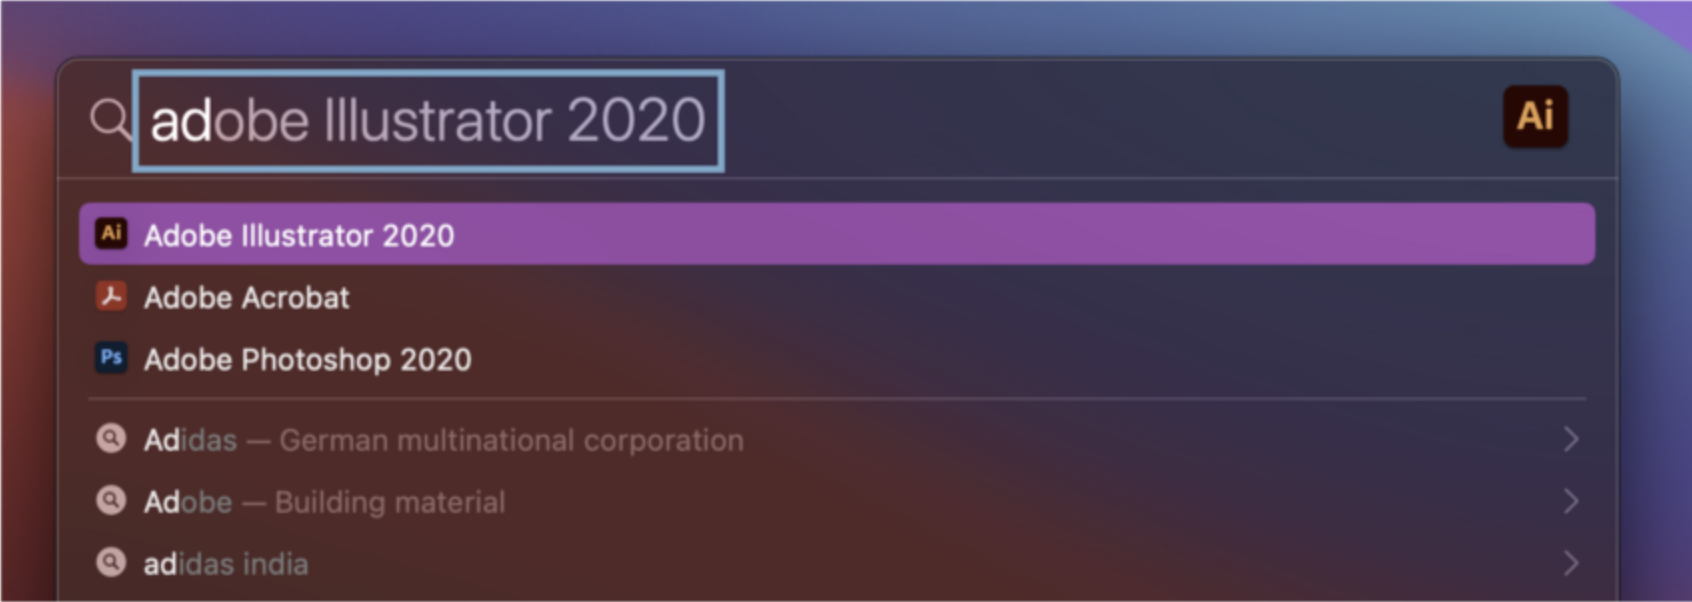 adobe Illustrator 2020
Ai
Ai Adobe Illustrator 2020
Adobe Acrobat
Ps Adobe Photoshop 2020
Adidas — German multinational corporation
Adobe — Building material
adidas india